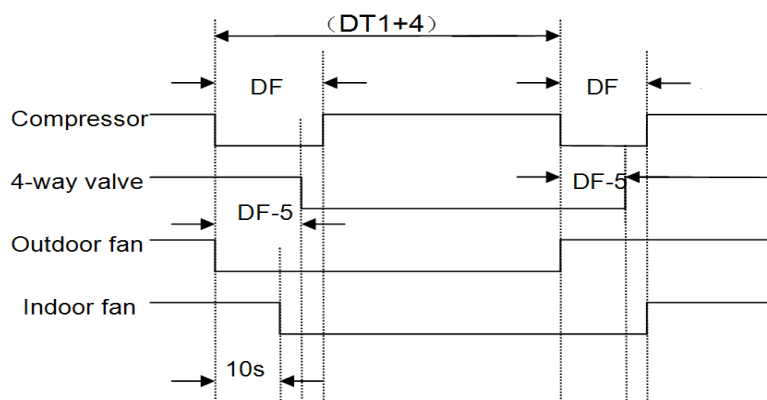 （DT1+4）
DF DF
Compressor
4-way valve DF-5
DF-5
Outdoor fan
Indoor fan
10s